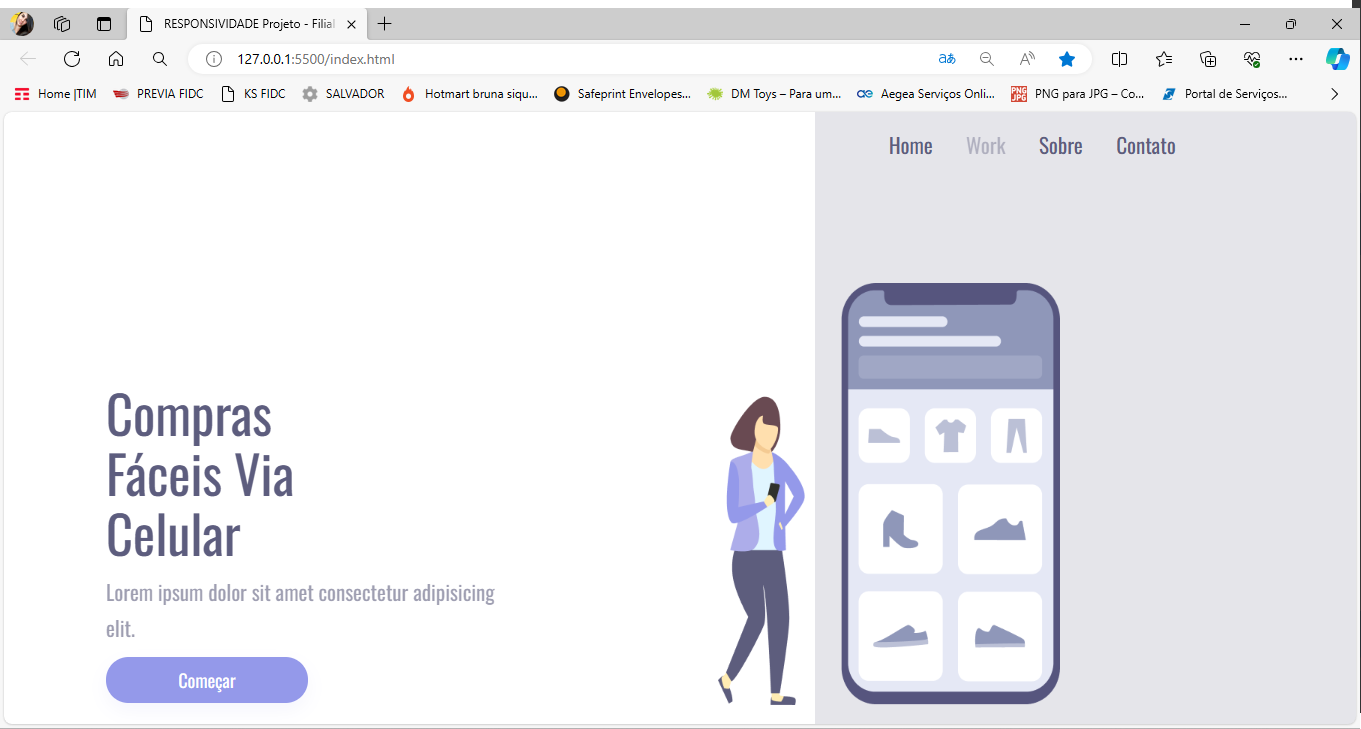 RESPONSIVIDADE Projeto - Filial
127.0.0.1:5500/index.html
aあ
Home |TIM
PREVIA FIDC
KS FIDC
SALVADOR
Hotmart bruna siqu...
Safeprint Envelopes...
DM Toys – Para um...
Aegea Serviços Onli...
PNG para JPG – Co...
Portal de Serviços...
Home Work Sobre Contato
Compras
Fáceis Via
Celular
Lorem ipsum dolor sit amet consectetur adipisicing
elit.
Começar